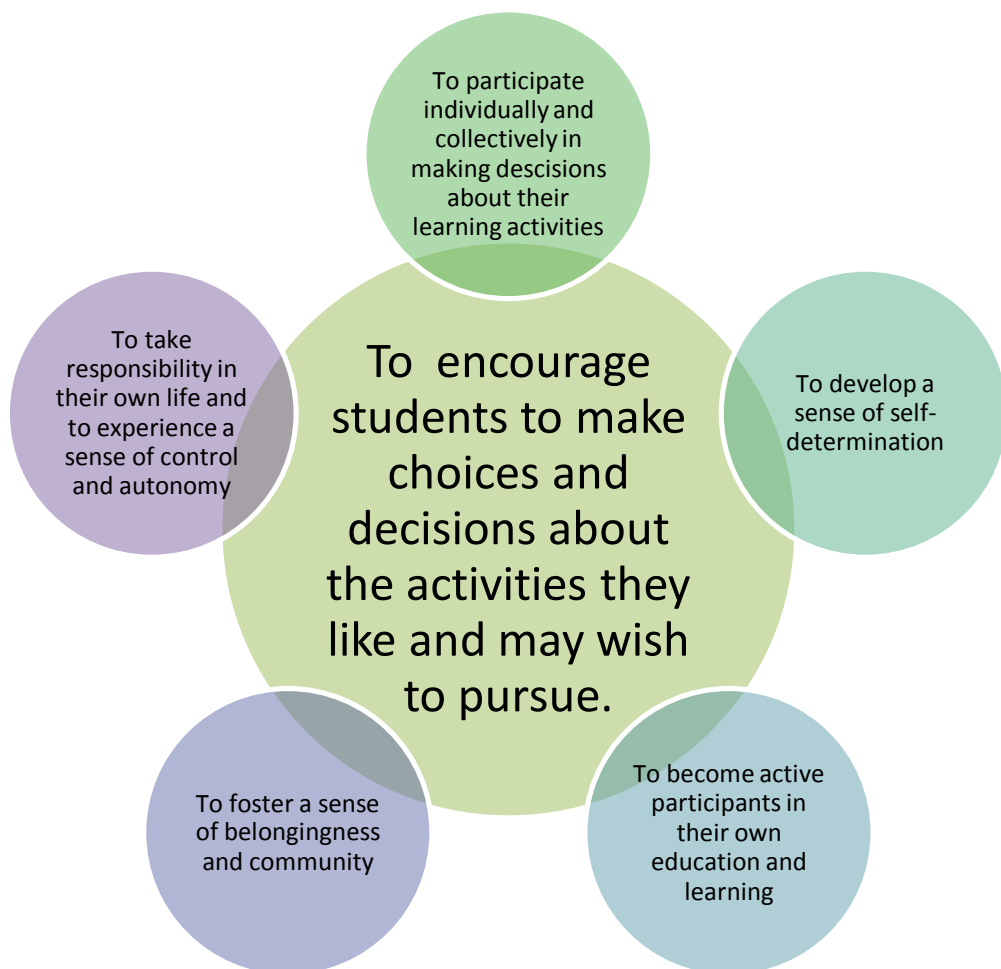 To participate
individually and
collectively in
making descisions
about their
learning activities
To develop a
sense of self-
determination
To become active
participants in
their own
education and
learning
To foster a sense
of belongingness
and community
To take
responsibility in
their own life and
to experience a
sense of control
and autonomy
To encourage
students to make
choices and
decisions about
the activities they
like and may wish
to pursue.